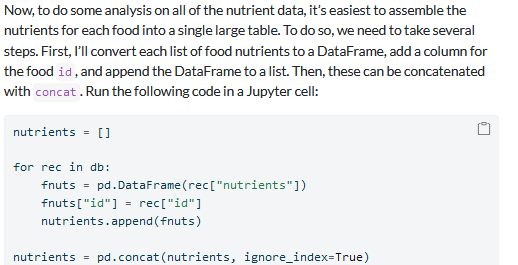 Now, to do some analysis on all of the nutrient data, it's easiest to assemble the
nutrients for each food into a single large table. To do so, we need to take several
steps. First, I'll convert each list of food nutrients to a DataFrame, add a column for
the food id, and append the DataFrame to a list. Then, these can be concatenated
with concat. Run the following code in a Jupyter cell:
nutrients = []

for rec in db:
    fnuts = pd.DataFrame(rec["nutrients"])
    fnuts["id"] = rec["id"]
    nutrients.append(fnuts)

nutrients = pd.concat(nutrients, ignore_index=True)